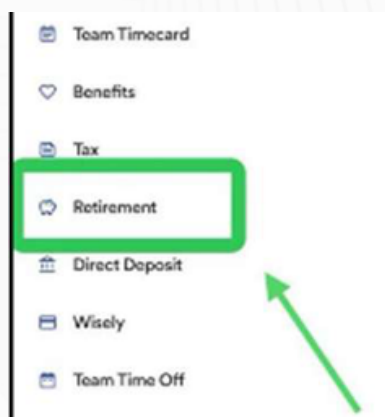 Team Timecard
Benefits
Tax
Retirement
Direct Deposit
Wisely
Team Time Off